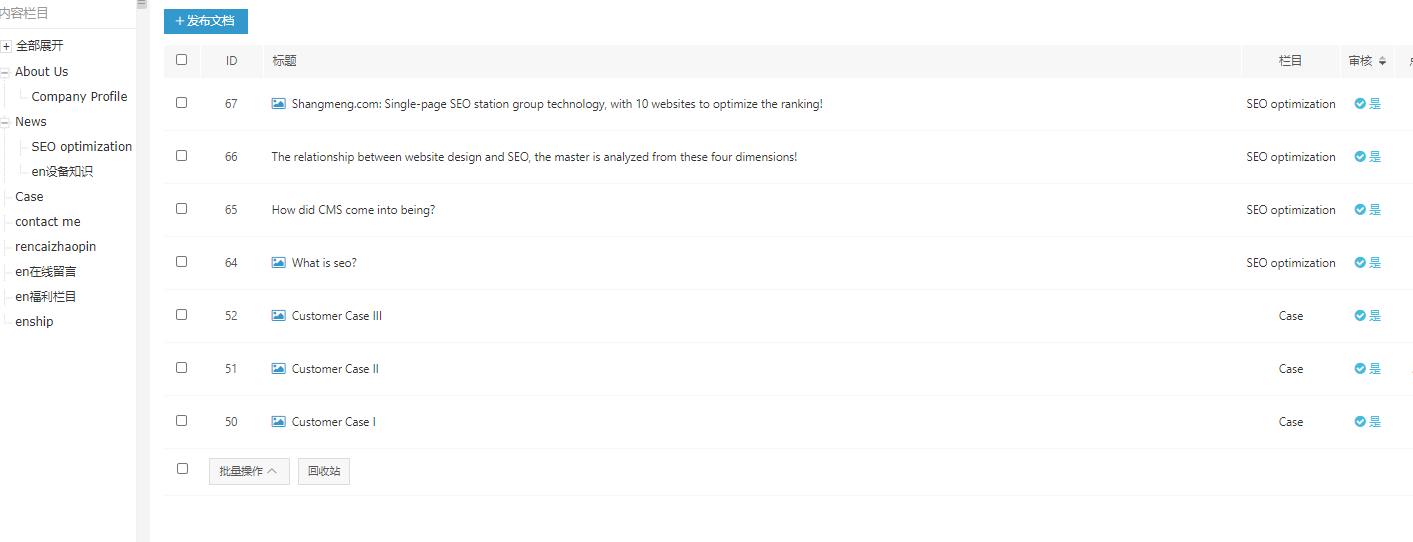 内容栏目
全部展开
About Us
Company Profile
News
SEO optimization
en设备知识
Case
contact me
rencaizhaopin
en在线留言
en福利栏目
enship
+ 发布文档
ID 标题 栏目 审核
67 Shangmeng.com: Single-page SEO station group technology, with 10 websites to optimize the ranking! SEO optimization 是
66 The relationship between website design and SEO, the master is analyzed from these four dimensions! SEO optimization 是
65 How did CMS come into being? SEO optimization 是
64 What is seo? SEO optimization 是
52 Customer Case III Case 是
51 Customer Case II Case 是
50 Customer Case I Case 是
批量操作 回收站